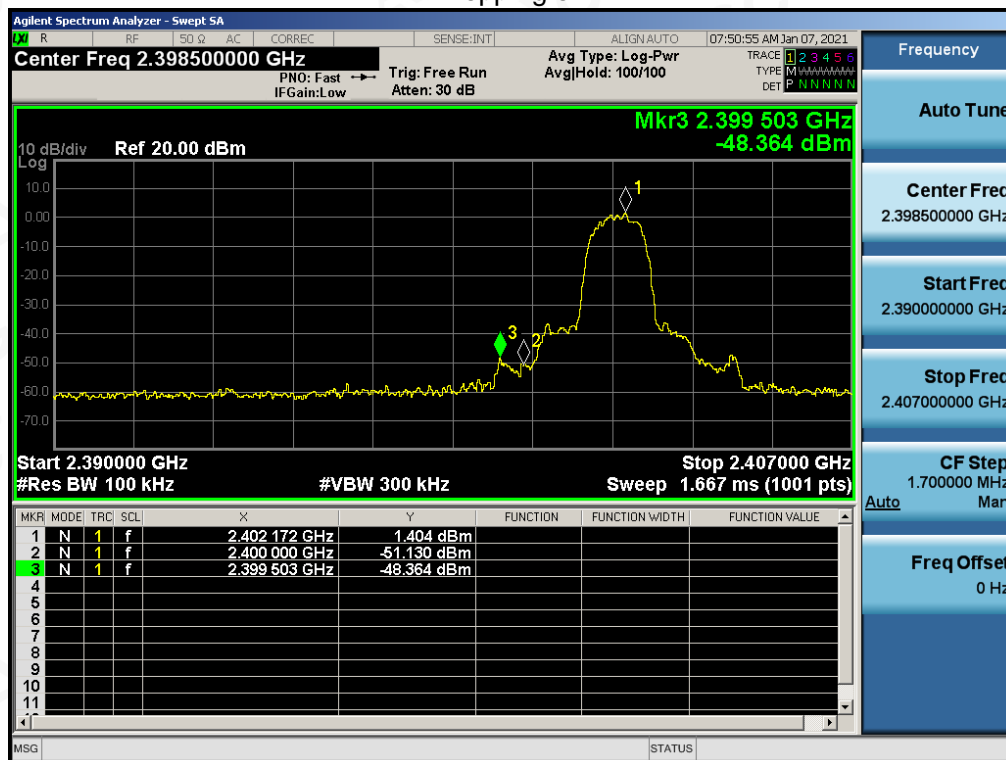 Agilent Spectrum Analyzer - Swept SA
LXI R RF 50 Ω AC CORREC SENSE:INT ALIGN AUTO 07:50:55 AM Jan 07, 2021
Center Freq 2.398500000 GHz Avg Type: Log-Pwr TRACE 1 2 3 4 5 6
PNO: Fast Trig: Free Run Avg|Hold: 100/100 TYPE M
IFGain:Low Atten: 30 dB DET P N N N N N
Mkr3 2.399 503 GHz
-48.364 dBm
10 dB/div Ref 20.00 dBm
Log
10.0
0.00
-10.0
-20.0
-30.0
-40.0
-50.0
-60.0
-70.0
1
3
2
Start 2.390000 GHz Stop 2.407000 GHz
#Res BW 100 kHz #VBW 300 kHz Sweep 1.667 ms (1001 pts)
MKR MODE TRC SCL X Y FUNCTION FUNCTION WIDTH FUNCTION VALUE
1 N 1 f 2.402 172 GHz 1.404 dBm
2 N 1 f 2.400 000 GHz -51.130 dBm
3 N 1 f 2.399 503 GHz -48.364 dBm
4
5
6
7
8
9
10
11
MSG STATUS
Frequency
Auto Tune
Center Freq
2.398500000 GHz
Start Freq
2.390000000 GHz
Stop Freq
2.407000000 GHz
CF Step
1.700000 MHz
Auto Man
Freq Offset
0 Hz